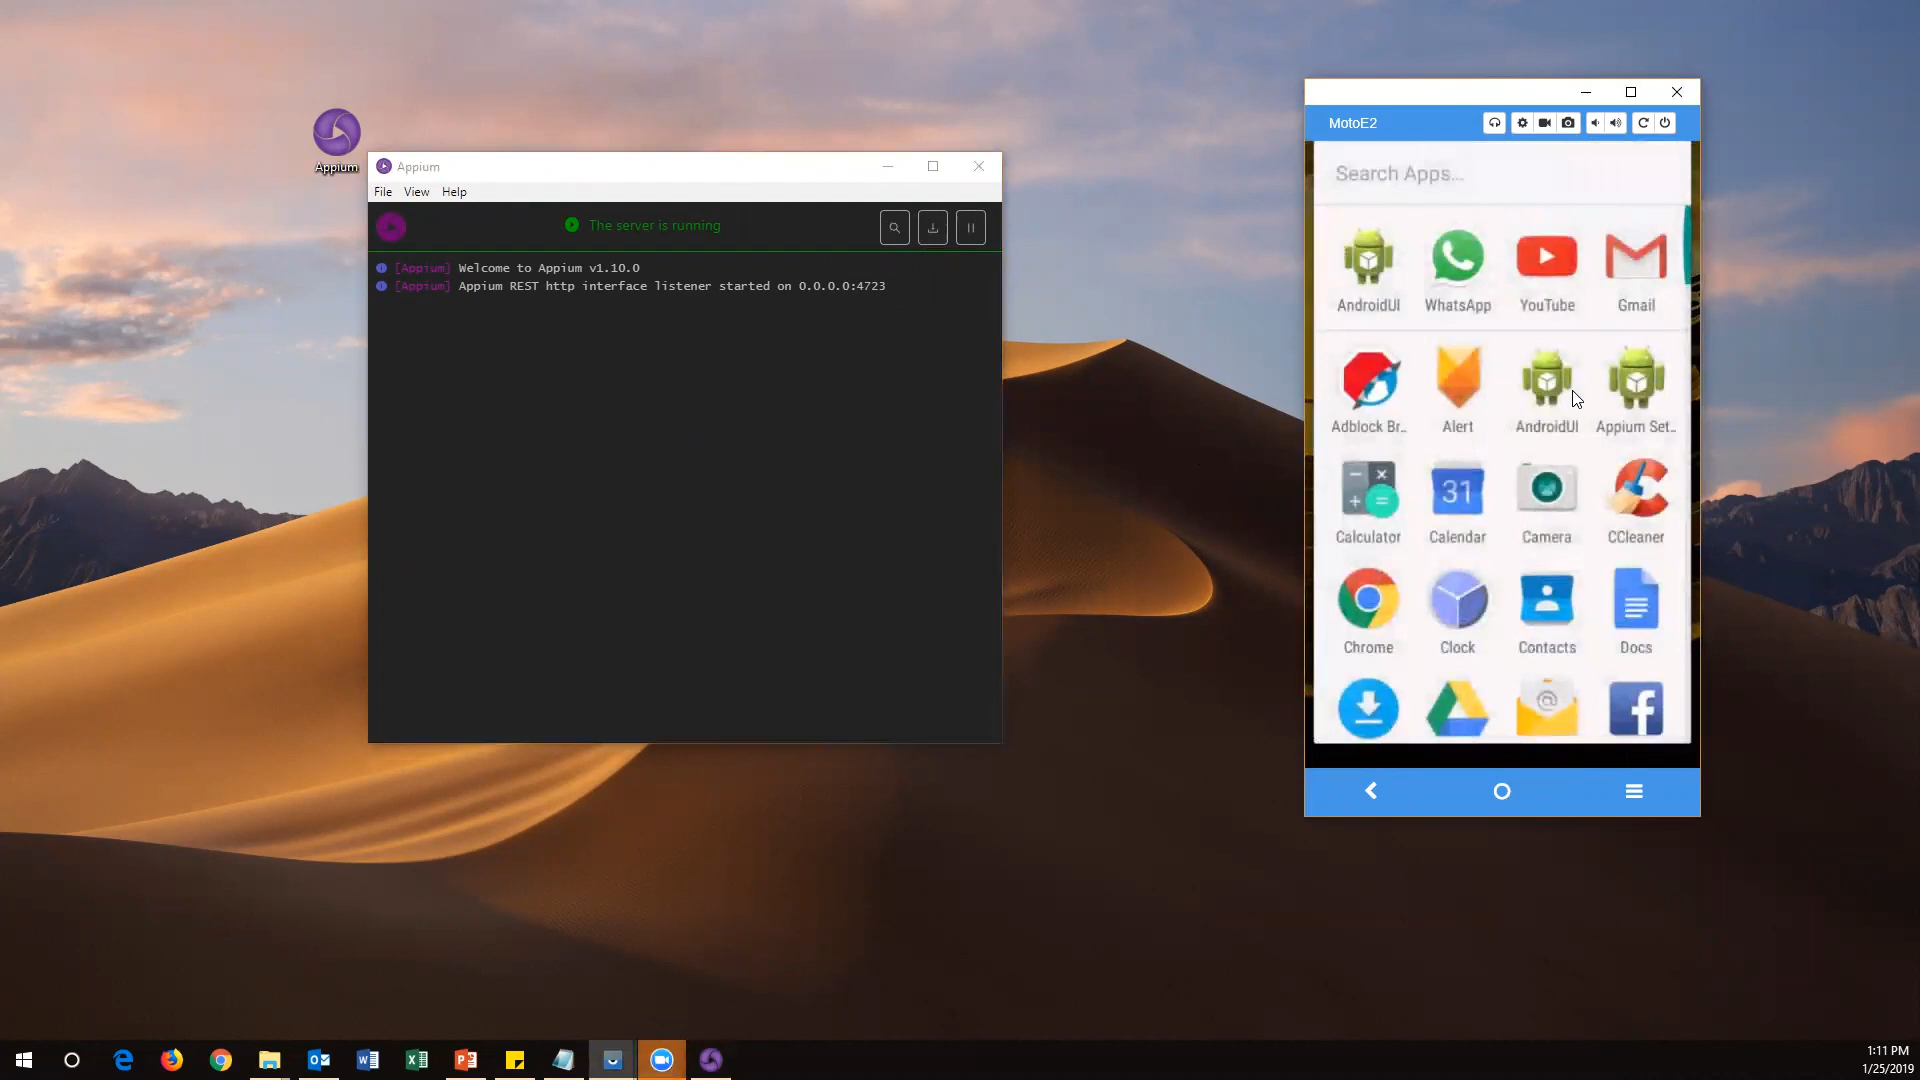 Appium
Appium
File View Help
The server is running
[Appium] Welcome to Appium v1.10.0
[Appium] Appium REST http interface listener started on 0.0.0.0:4723
MotoE2
Search Apps...
AndroidUI WhatsApp YouTube Gmail
Adblock Br.. Alert AndroidUI Appium Set..
31
Calculator Calendar Camera CCleaner
Chrome Clock Contacts Docs
1:11 PM
1/25/2019